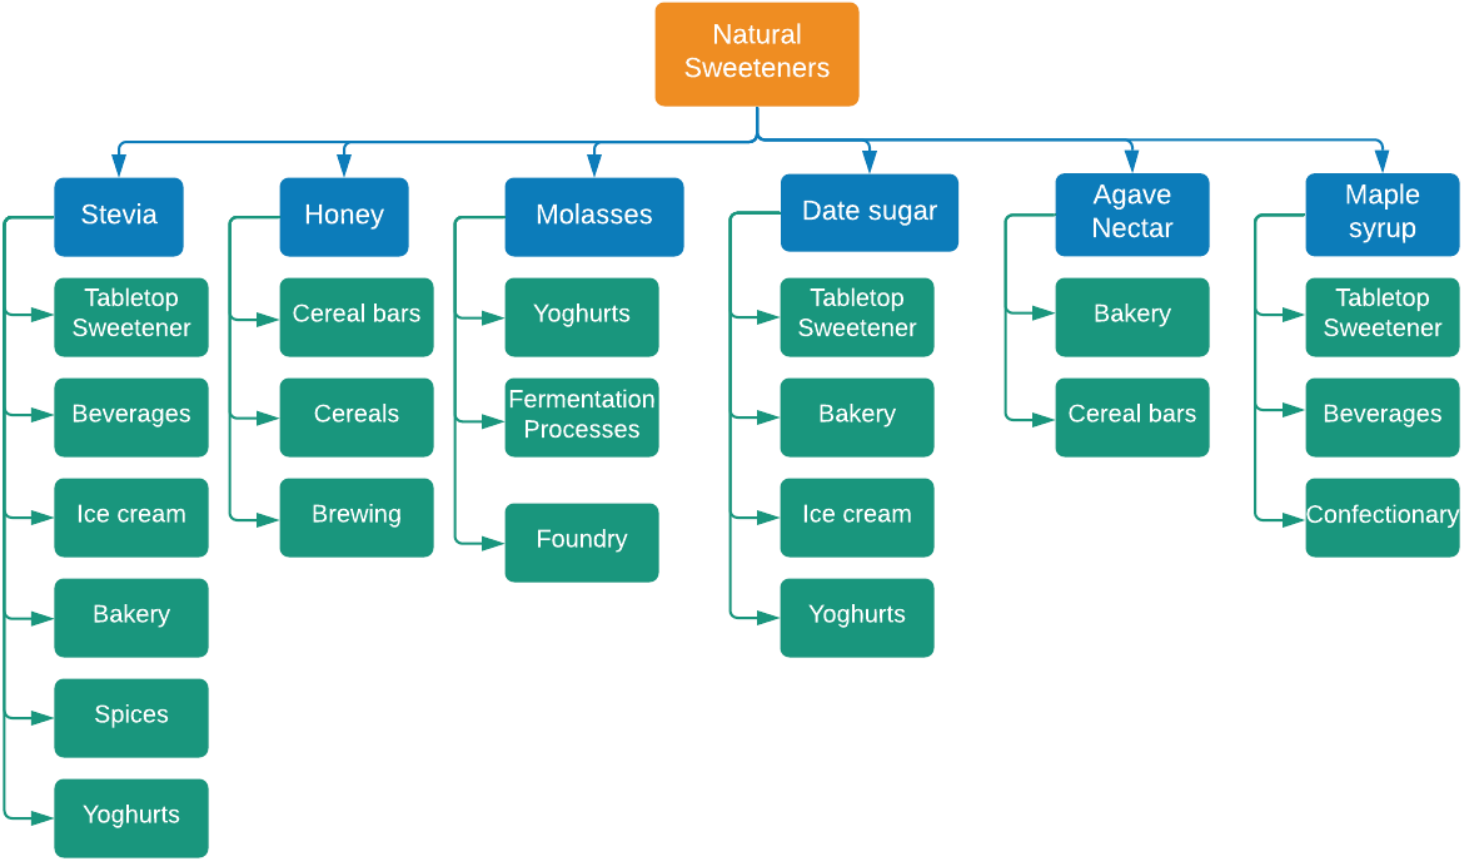 Natural
Sweeteners
Stevia
Tabletop
Sweetener
Beverages
Ice cream
Bakery
Spices
Yoghurts
Honey
Cereal bars
Cereals
Brewing
Molasses
Yoghurts
Fermentation
Processes
Foundry
Date sugar
Tabletop
Sweetener
Bakery
Ice cream
Yoghurts
Agave
Nectar
Bakery
Cereal bars
Maple
syrup
Tabletop
Sweetener
Beverages
Confectionary